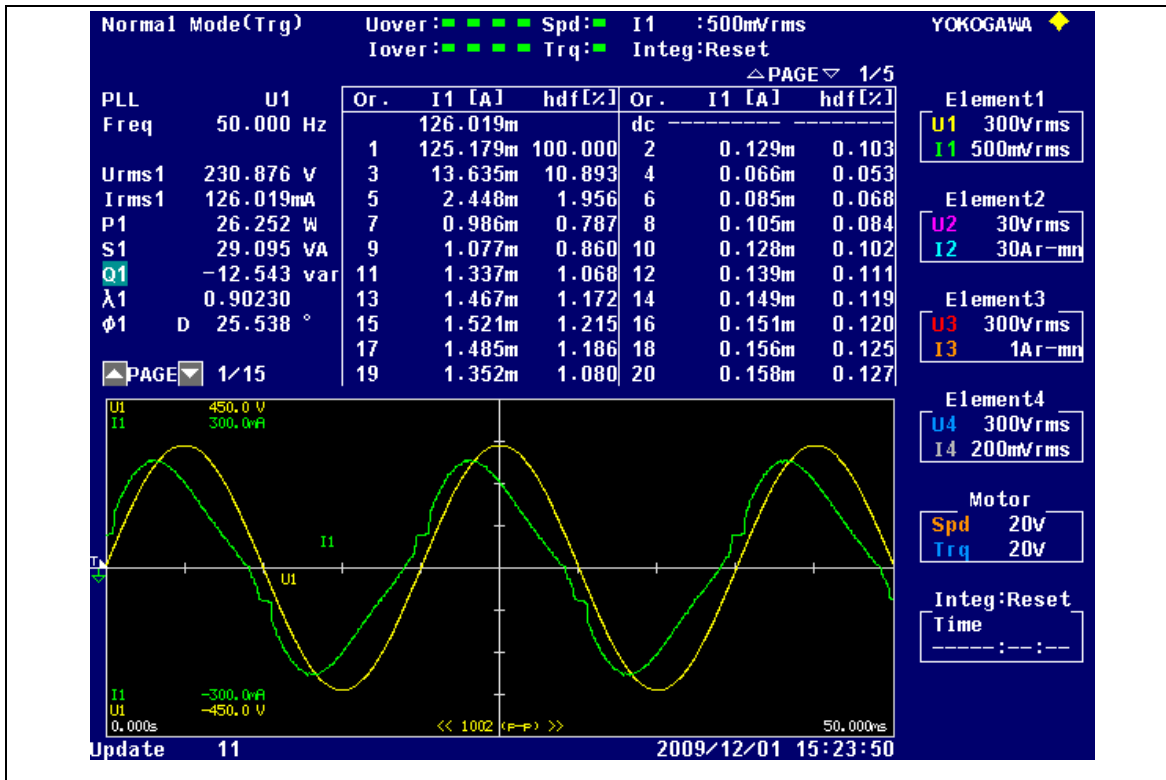 Normal Mode(Trg) Uover: Spd: I1 :500mVrms YOKOGAWA
Iover: Trq: Integ:Reset
△PAGE▽ 1/5
PLL U1
Freq 50.000 Hz
Urms1 230.876 V
Irms1 126.019mA
P1 26.252 W
S1 29.095 VA
Q1 -12.543 var
λ1 0.90230
φ1 D 25.538 °
▲PAGE▼ 1/15
Or. I1 [A] hdf[%] Or. I1 [A] hdf[%]
126.019m dc --------- --------
1 125.179m 100.000 2 0.129m 0.103
3 13.635m 10.893 4 0.066m 0.053
5 2.448m 1.956 6 0.085m 0.068
7 0.986m 0.787 8 0.105m 0.084
9 1.077m 0.860 10 0.128m 0.102
11 1.337m 1.068 12 0.139m 0.111
13 1.467m 1.172 14 0.149m 0.119
15 1.521m 1.215 16 0.151m 0.120
17 1.485m 1.186 18 0.156m 0.125
19 1.352m 1.080 20 0.158m 0.127
Element1
U1 300Vrms
I1 500mVrms
Element2
U2 30Vrms
I2 30Ar-mn
Element3
U3 300Vrms
I3 1Ar-mn
Element4
U4 300Vrms
I4 200mVrms
Motor
Spd 20V
Trq 20V
Integ:Reset
Time
-----:--:--
U1 450.0 V
I1 300.0mA
I1
T
U1
I1 -300.0mA
U1 -450.0 V
0.000s << 1002 (p-p) >> 50.000ms
Update 11 2009/12/01 15:23:50